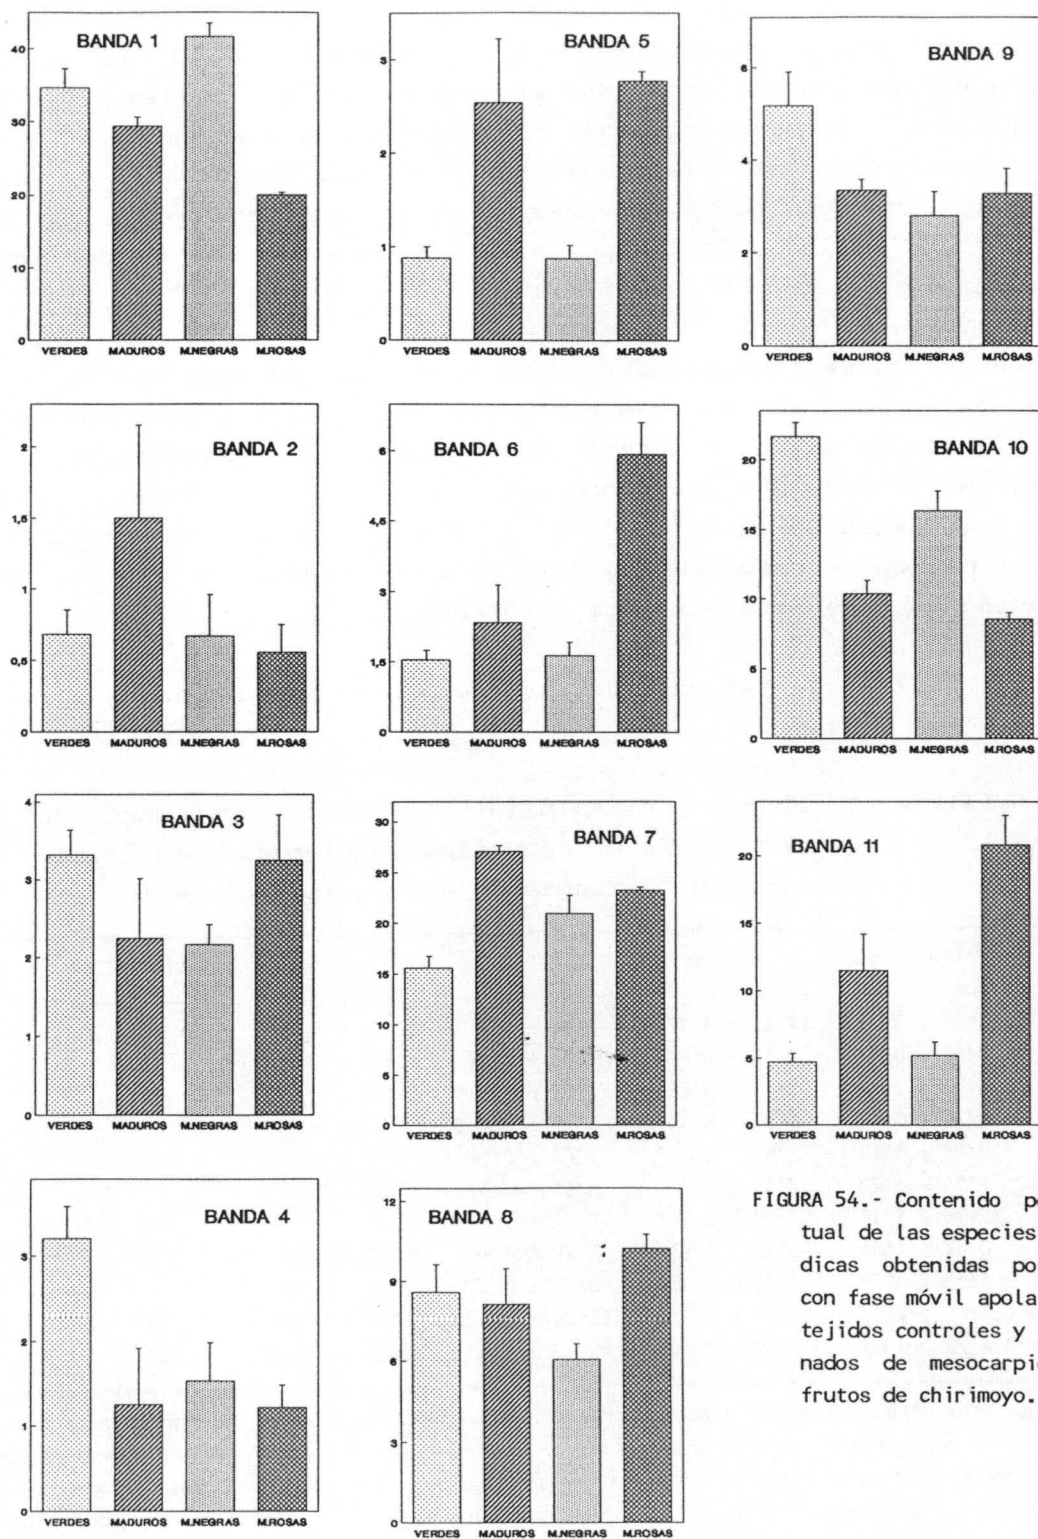 BANDA 1
40
30
20
10
0
VERDES MADUROS M.NEGRAS M.ROSAS
BANDA 5
3
2
1
0
VERDES MADUROS M.NEGRAS M.ROSAS
BANDA 9
6
4
2
0
VERDES MADUROS M.NEGRAS M.ROSAS
BANDA 2
2
1,5
1
0,5
0
VERDES MADUROS M.NEGRAS M.ROSAS
BANDA 6
6
4,5
3
1,5
0
VERDES MADUROS M.NEGRAS M.ROSAS
BANDA 10
20
15
10
5
0
VERDES MADUROS M.NEGRAS M.ROSAS
BANDA 3
4
3
2
1
0
VERDES MADUROS M.NEGRAS M.ROSAS
BANDA 7
30
25
20
15
10
5
0
VERDES MADUROS M.NEGRAS M.ROSAS
BANDA 11
20
15
10
5
0
VERDES MADUROS M.NEGRAS M.ROSAS
BANDA 4
3
2
1
0
VERDES MADUROS M.NEGRAS M.ROSAS
BANDA 8
12
9
6
3
0
VERDES MADUROS M.NEGRAS M.ROSAS
FIGURA 54.- Contenido
tual de las especies
dicas obtenidas
con fase móvil
tejidos controles y
nados de
frutos de chirimoyo.